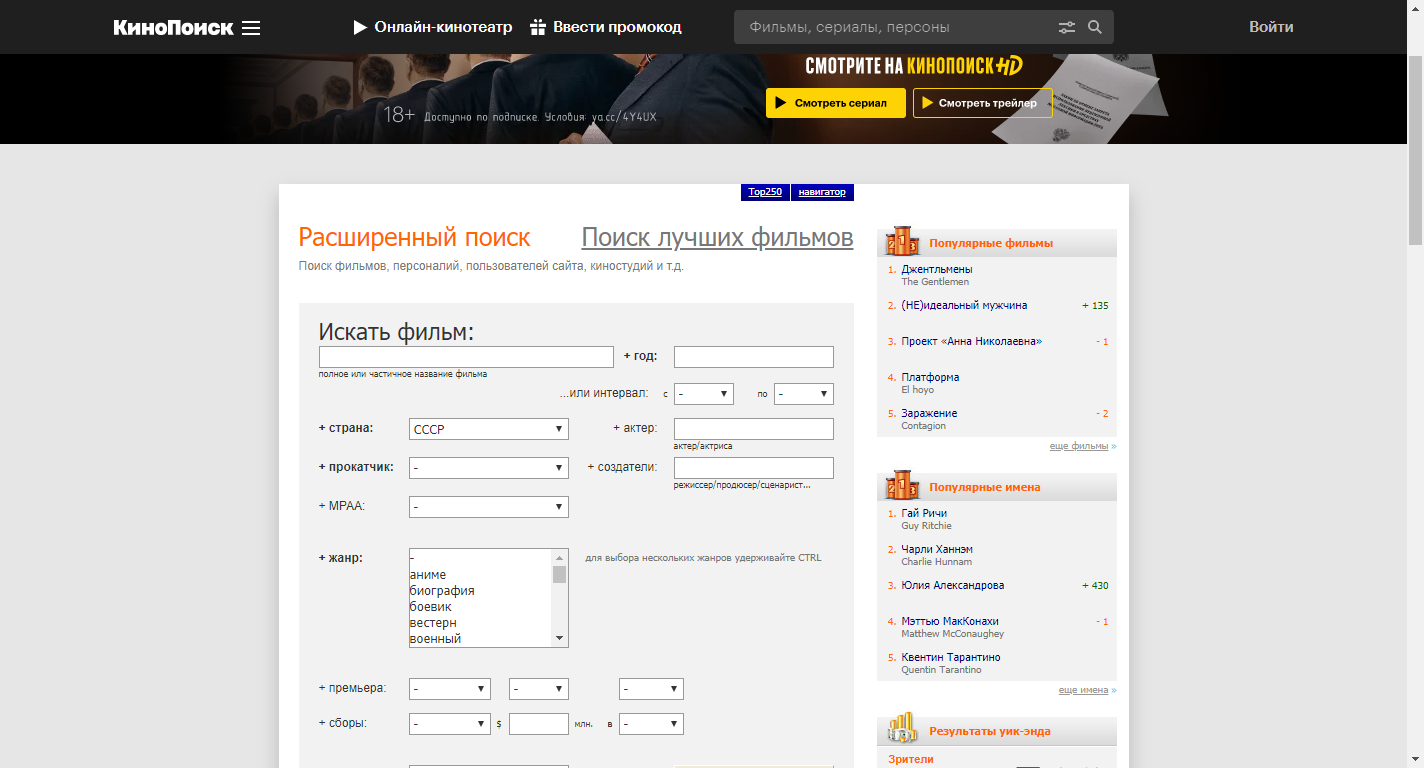 КиноПоиск
Онлайн-кинотеатр
Ввести промокод
Фильмы, сериалы, персоны
Войти
СМОТРИТЕ НА КИНОПОИСК HD
Смотреть сериал
Смотреть трейлер
18+ Доступно по подписке. Условия: ya.cc/4Y4UX
Top250
навигатор
Расширенный поиск
Поиск лучших фильмов
Поиск фильмов, персоналий, пользователей сайта, киностудий и т.д.
Искать фильм:
+ год:
полное или частичное название фильма
...или интервал: с - по -
+ страна: СССР
+ актер:
актер/актриса
+ прокатчик: -
+ создатели:
режиссер/продюсер/сценарист...
+ MPAA: -
+ жанр:
-
аниме
биография
боевик
вестерн
военный
для выбора нескольких жанров удерживайте CTRL
+ премьера: - - -
+ сборы: - $ млн. в -
Популярные фильмы
1. Джентльмены
The Gentlemen
2. (НЕ)идеальный мужчина + 135
3. Проект «Анна Николаевна» - 1
4. Платформа
El hoyo
5. Заражение - 2
Contagion
еще фильмы »
Популярные имена
1. Гай Ричи
Guy Ritchie
2. Чарли Ханнэм
Charlie Hunnam
3. Юлия Александрова + 430
4. Мэттью МакКонахи - 1
Matthew McConaughey
5. Квентин Тарантино
Quentin Tarantino
еще имена »
Результаты уик-энда
Зрители